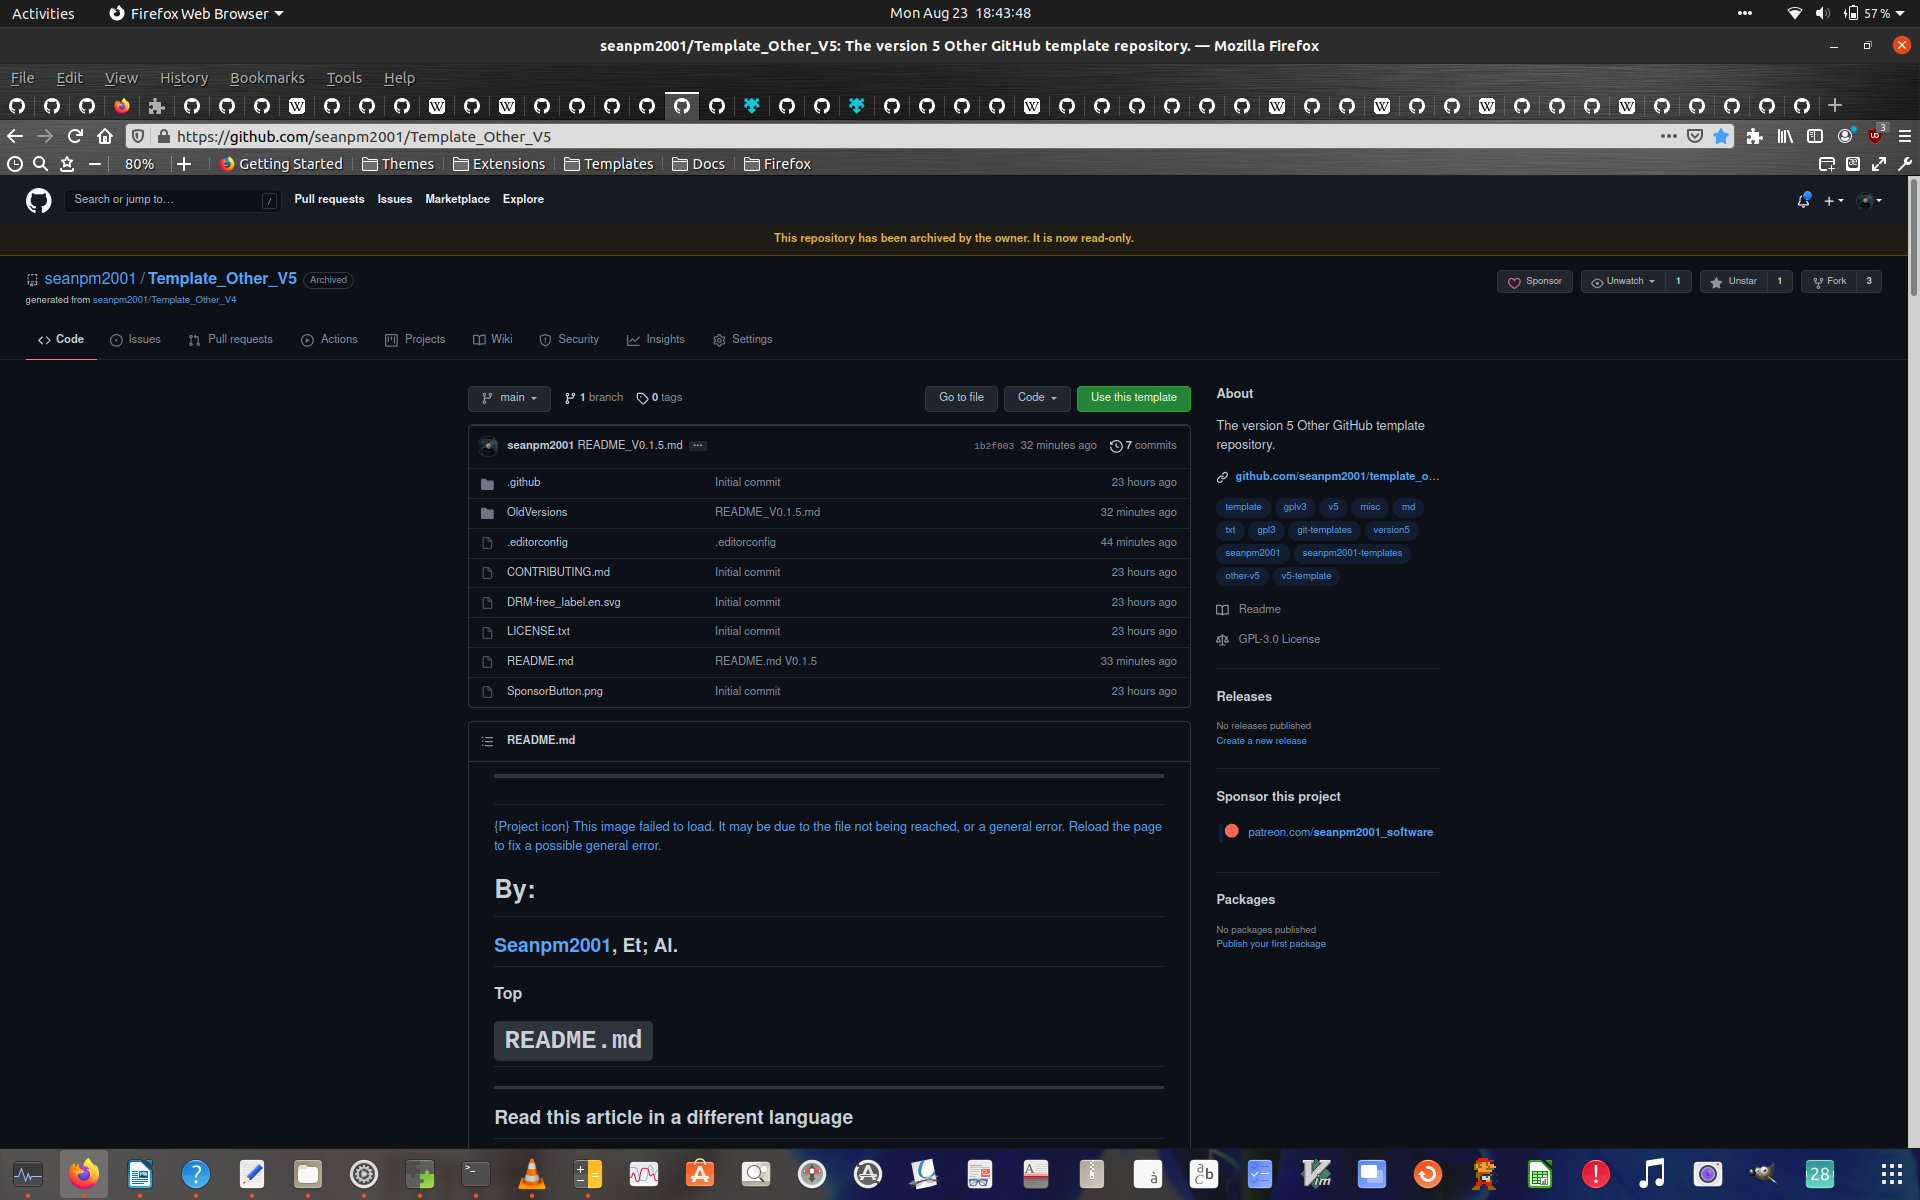 Activities Firefox Web Browser Mon Aug 23 18:43:48 57 %
seanpm2001/Template_Other_V5: The version 5 Other GitHub template repository. — Mozilla Firefox
File Edit View History Bookmarks Tools Help
https://github.com/seanpm2001/Template_Other_V5 3
80% Getting Started Themes Extensions Templates Docs Firefox
Search or jump to… / Pull requests Issues Marketplace Explore
This repository has been archived by the owner. It is now read-only.
seanpm2001 / Template_Other_V5 Archived Sponsor Unwatch 1 Unstar 1 Fork 3
generated from seanpm2001/Template_Other_V4
Code Issues Pull requests Actions Projects Wiki Security Insights Settings
main 1 branch 0 tags Go to file Code Use this template
seanpm2001 README_V0.1.5.md ... 1b2f003 32 minutes ago 7 commits
.github Initial commit 23 hours ago
OldVersions README_V0.1.5.md 32 minutes ago
.editorconfig .editorconfig 44 minutes ago
CONTRIBUTING.md Initial commit 23 hours ago
DRM-free_label.en.svg Initial commit 23 hours ago
LICENSE.txt Initial commit 23 hours ago
README.md README.md V0.1.5 33 minutes ago
SponsorButton.png Initial commit 23 hours ago
README.md
{Project icon} This image failed to load. It may be due to the file not being reached, or a general error. Reload the page
to fix a possible general error.
By:
Seanpm2001, Et; Al.
Top
README.md
Read this article in a different language
About
The version 5 Other GitHub template
repository.
github.com/seanpm2001/template_o…
template gplv3 v5 misc md
txt gpl3 git-templates version5
seanpm2001 seanpm2001-templates
other-v5 v5-template
Readme
GPL-3.0 License
Releases
No releases published
Create a new release
Sponsor this project
patreon.com/seanpm2001_software
Packages
No packages published
Publish your first package
28